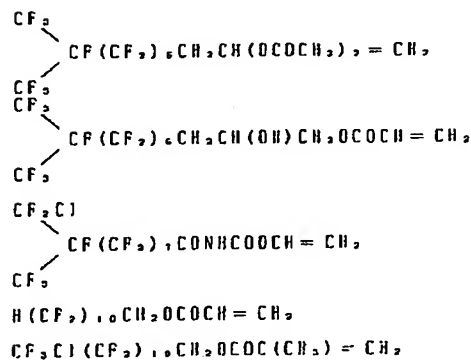 CF₃
CF(CF₂)₅CH₂CH(OCOCH₃)₂ = CH₂
CF₃
CF₃
CF(CF₂)₆CH₂CH(OH)CH₂OCOCH = CH₂
CF₃
CF₂Cl
CF(CF₂)₇CONHCOOCH = CH₂
CF₃
H(CF₂)₁₀CH₂OCOCH = CH₂
CF₂Cl(CF₂)₁₀CH₂OCOC(CH₃) = CH₂